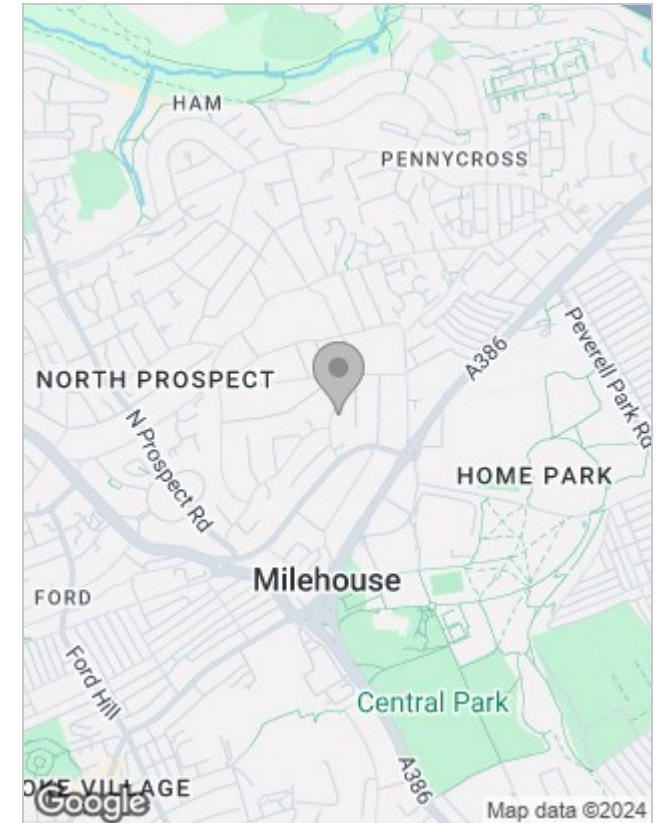 HAM
PENNYCROSS
A386
Peverell Park Rd
NORTH PROSPECT
N Prospect Rd
HOME PARK
Milehouse
FORD
Ford Hill
Central Park
A386
VILLAGE
Google
Map data ©2024